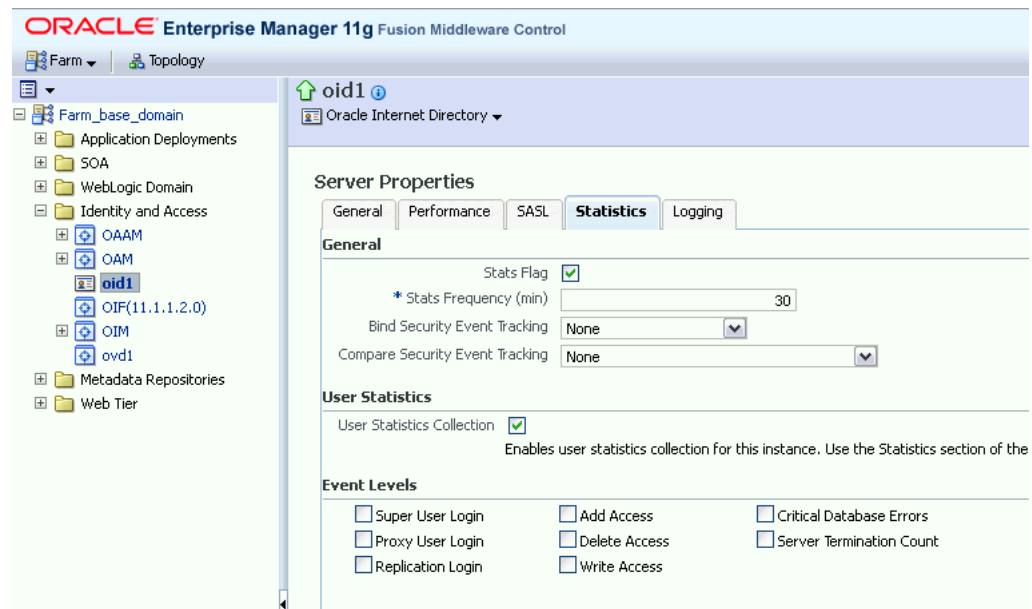 ORACLE Enterprise Manager 11g Fusion Middleware Control
Farm Topology
Farm_base_domain
Application Deployments
SOA
WebLogic Domain
Identity and Access
OAAM
OAM
oid1
OIF(11.1.1.2.0)
OIM
ovd1
Metadata Repositories
Web Tier
oid1
Oracle Internet Directory
Server Properties
General Performance SASL Statistics Logging
General
Stats Flag
* Stats Frequency (min) 30
Bind Security Event Tracking None
Compare Security Event Tracking None
User Statistics
User Statistics Collection
Enables user statistics collection for this instance. Use the Statistics section of the
Event Levels
Super User Login Add Access Critical Database Errors
Proxy User Login Delete Access Server Termination Count
Replication Login Write Access